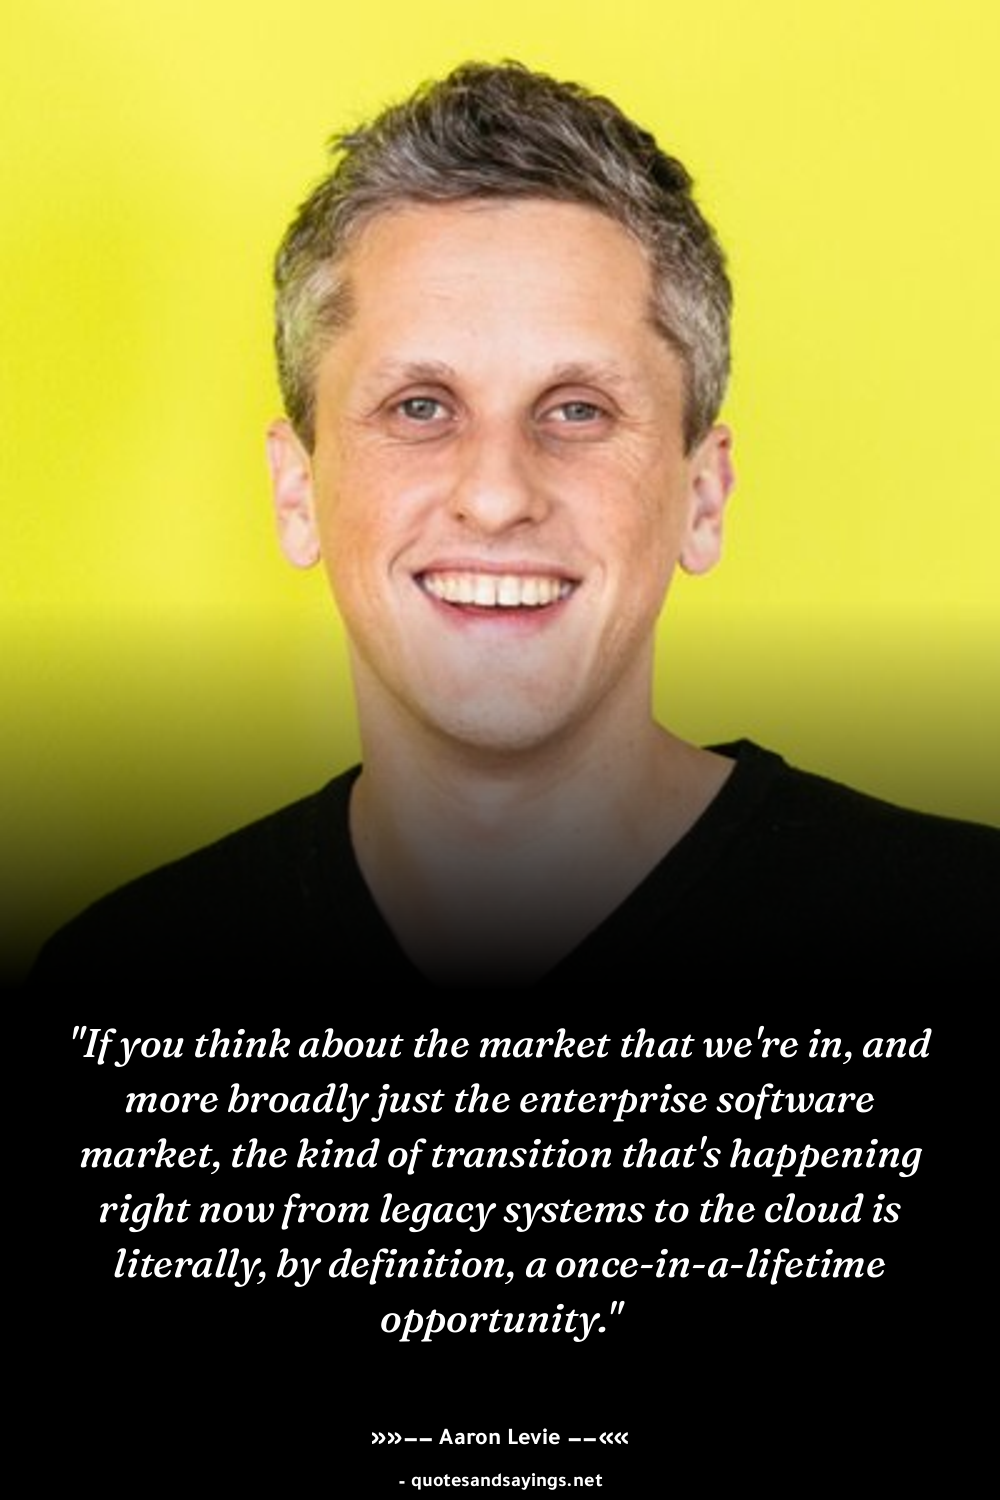 "If you think about the market that we're in, and
more broadly just the enterprise software
market, the kind of transition that's happening
right now from legacy systems to the cloud is
literally, by definition, a once-in-a-lifetime
opportunity."
»»−− Aaron Levie −−««
- quotesandsayings.net